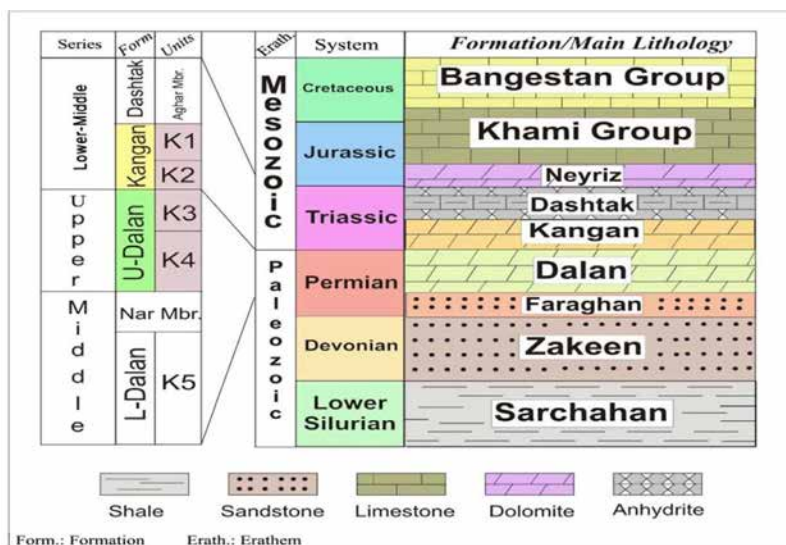 Series Form Units Erath. System Formation/Main Lithology
Lower-Middle
Upper
Middle
Dashtak
Kangan
U-Dalan
Nar Mbr.
L-Dalan
Aghar Mbr.
K1
K2
K3
K4
K5
Mesozoic
Paleozoic
Cretaceous
Jurassic
Triassic
Permian
Devonian
Lower
Silurian
Bangestan Group
Khami Group
Neyriz
Dashtak
Kangan
Dalan
Faraghan
Zakeen
Sarchahan
Shale Sandstone Limestone Dolomite Anhydrite
Form.: Formation Erath.: Erathem